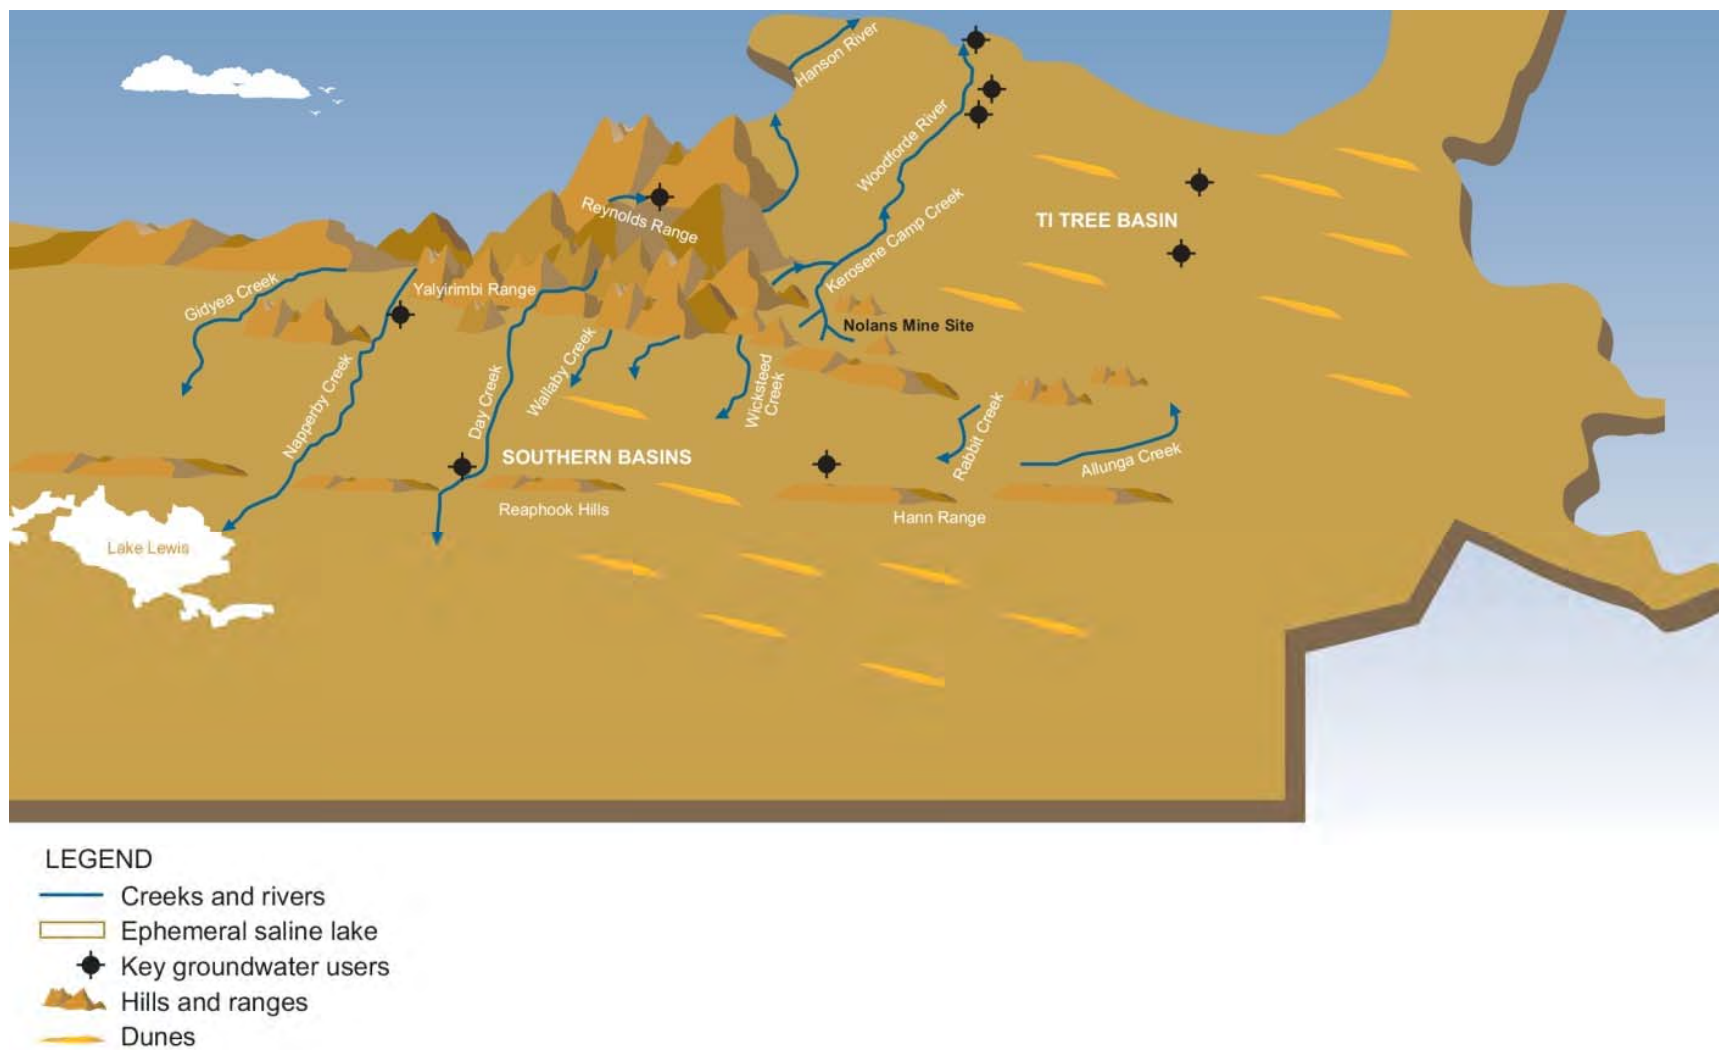 Hanson River
Woodforde River
Reynolds Range
Kerosene Camp Creek
TI TREE BASIN
Gidyea Creek
Yalyirimbi Range
Nolans Mine Site
Napperby Creek
Day Creek
Wallaby Creek
Wicksteed
Creek
Rabbit Creek
Allunga Creek
SOUTHERN BASINS
Reaphook Hills
Hann Range
Lake Lewis
LEGEND
Creeks and rivers
Ephemeral saline lake
Key groundwater users
Hills and ranges
Dunes